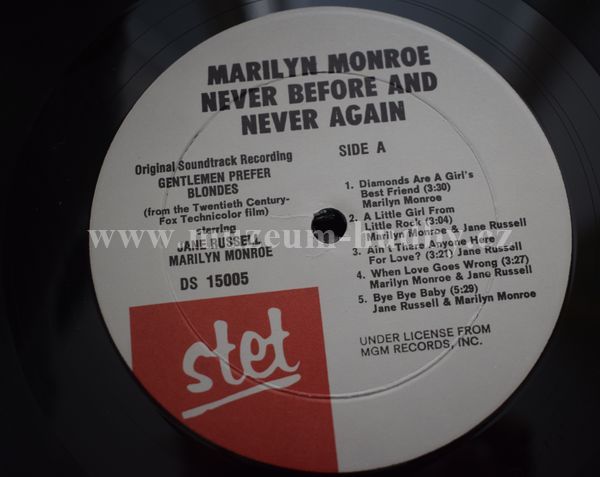 MARILYN MONROE
NEVER BEFORE AND
NEVER AGAIN
Original Soundtrack Recording
GENTLEMEN PREFER
BLONDES
(from the Twentieth Century-
Fox Technicolor film)
starring
JANE RUSSELL
MARILYN MONROE
DS 15005
SIDE A
1. Diamonds Are A Girl's
Best Friend (3:30)
Marilyn Monroe
2. A Little Girl From
Little Rock (3:04)
Marilyn Monroe & Jane Russell
3. Ain't There Anyone Here
For Love? (3:21) Jane Russell
4. When Love Goes Wrong (3:27)
Marilyn Monroe & Jane Russell
5. Bye Bye Baby (5:29)
Jane Russell & Marilyn Monroe
UNDER LICENSE FROM
MGM RECORDS, INC.
stet